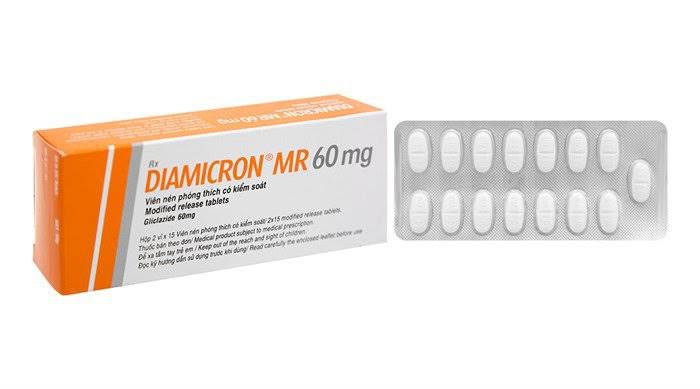 Rx
DIAMICRON® MR 60 mg
Viên nén phóng thích có kiểm soát
Modified release tablets
Gliclazide 60mg
Hộp 2 vỉ x 15 Viên nén phóng thích có kiểm soát/ 2x15 modified release tablets.
Thuốc bán theo đơn/ Medical product subject to medical prescription.
Để xa tầm tay trẻ em / Keep out of the reach and sight of children.
Đọc kỹ hướng dẫn sử dụng trước khi dùng/ Read carefully the enclosed leaflet before use
DIAMICRON® MR 60 mg